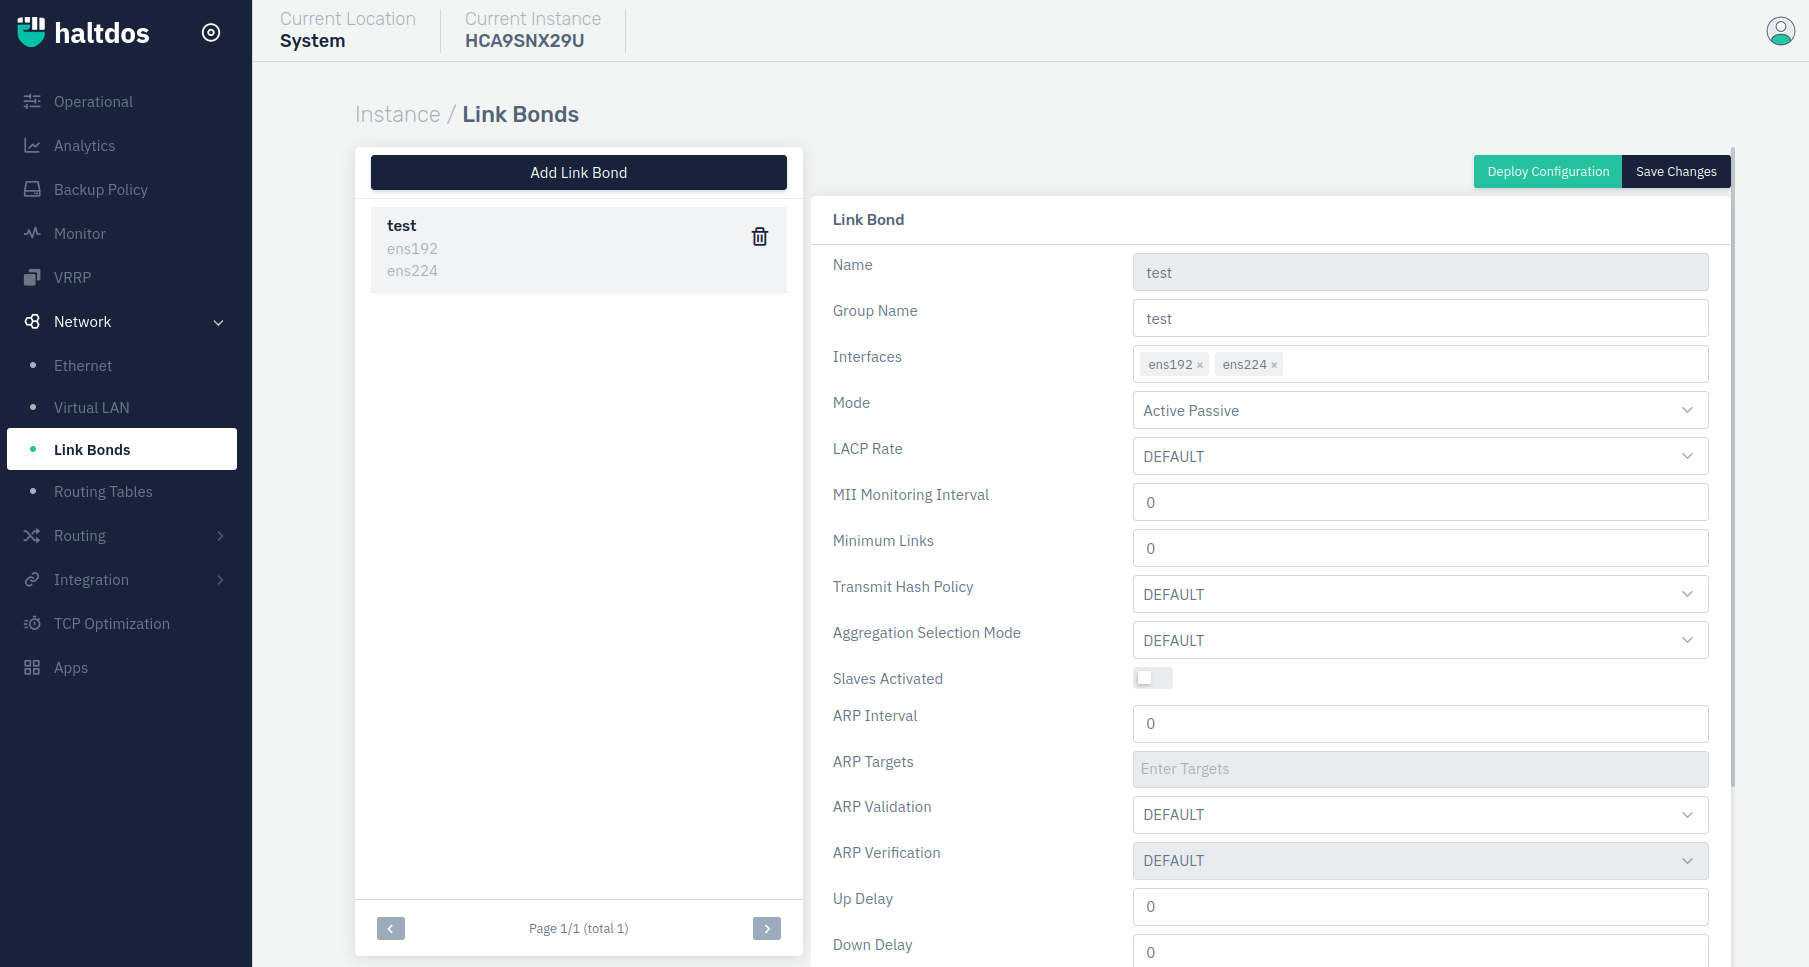 haltdos
Current Location
System
Current Instance
HCA9SNX29U
Operational
Analytics
Backup Policy
Monitor
VRRP
Network
Ethernet
Virtual LAN
Link Bonds
Routing Tables
Routing
Integration
TCP Optimization
Apps
Instance / Link Bonds
Add Link Bond
test
ens192
ens224
Page 1/1 (total 1)
Deploy Configuration
Save Changes
Link Bond
Name
test
Group Name
test
Interfaces
ens192 × ens224 ×
Mode
Active Passive
LACP Rate
DEFAULT
MII Monitoring Interval
0
Minimum Links
0
Transmit Hash Policy
DEFAULT
Aggregation Selection Mode
DEFAULT
Slaves Activated
ARP Interval
0
ARP Targets
Enter Targets
ARP Validation
DEFAULT
ARP Verification
DEFAULT
Up Delay
0
Down Delay
0